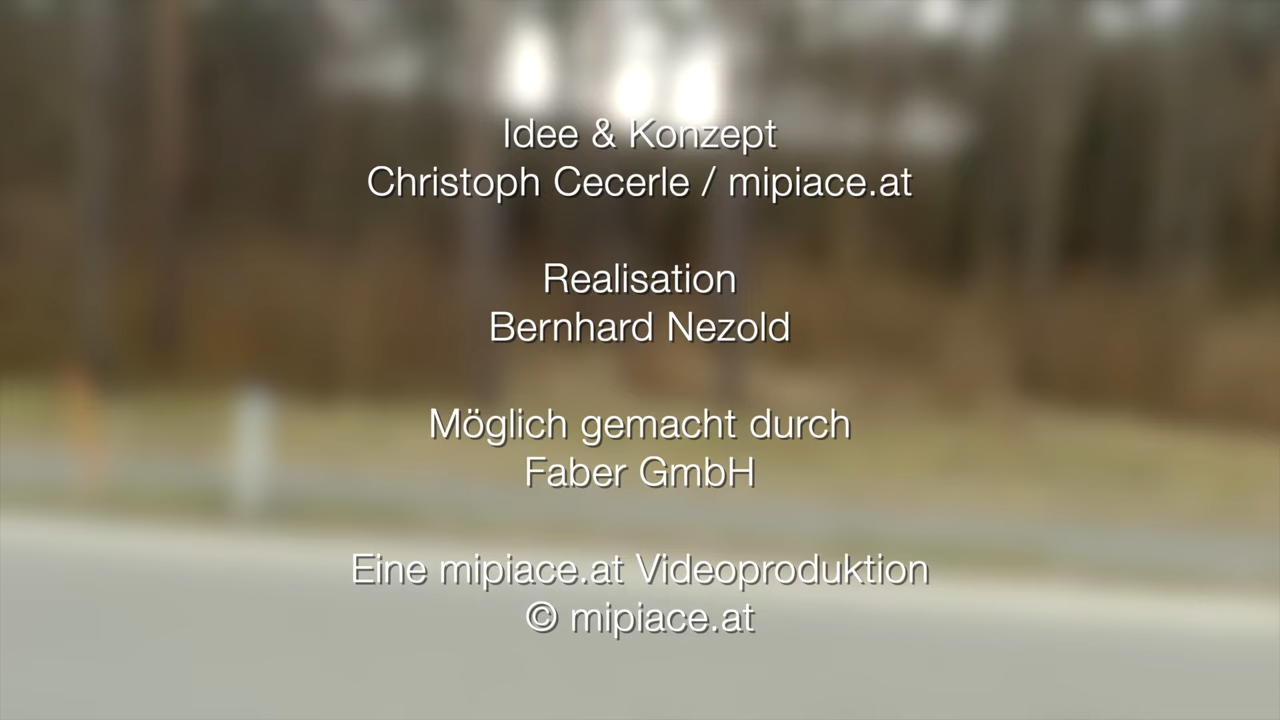 Idee & Konzept
Christoph Cecerle / mipiace.at
Realisation
Bernhard Nezold
Möglich gemacht durch
Faber GmbH
Eine mipiace.at Videoproduktion
© mipiace.at